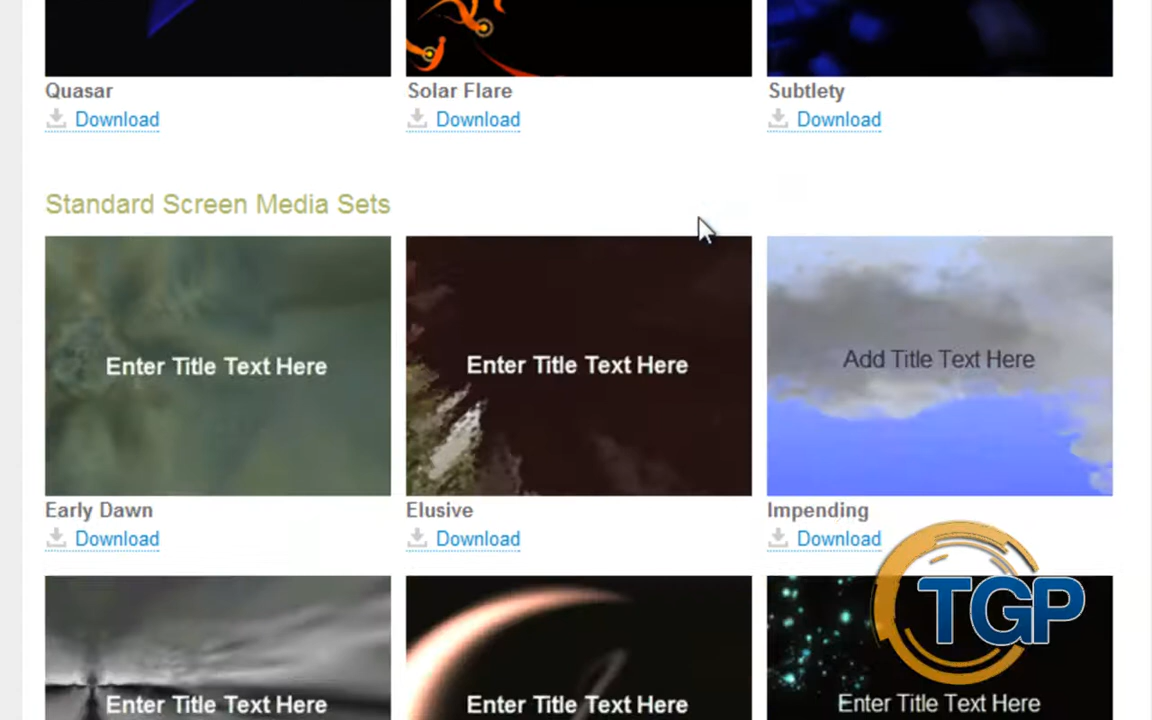 Quasar
Solar Flare
Subtlety
Download
Download
Download
Standard Screen Media Sets
Enter Title Text Here
Enter Title Text Here
Add Title Text Here
Early Dawn
Elusive
Impending
Download
Download
Download
TGP
Enter Title Text Here
Enter Title Text Here
Enter Title Text Here